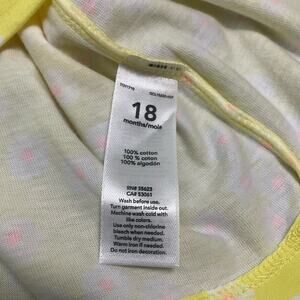 18
months/mois
100% cotton
100 % coton
100% algodón
RN# 55623
CA# 53061
Wash before use.
Turn garment inside out.
Machine wash cold with
like colors.
Use only non-chlorine
bleach when needed.
Tumble dry medium.
Warm iron if needed.
Do not iron decoration.